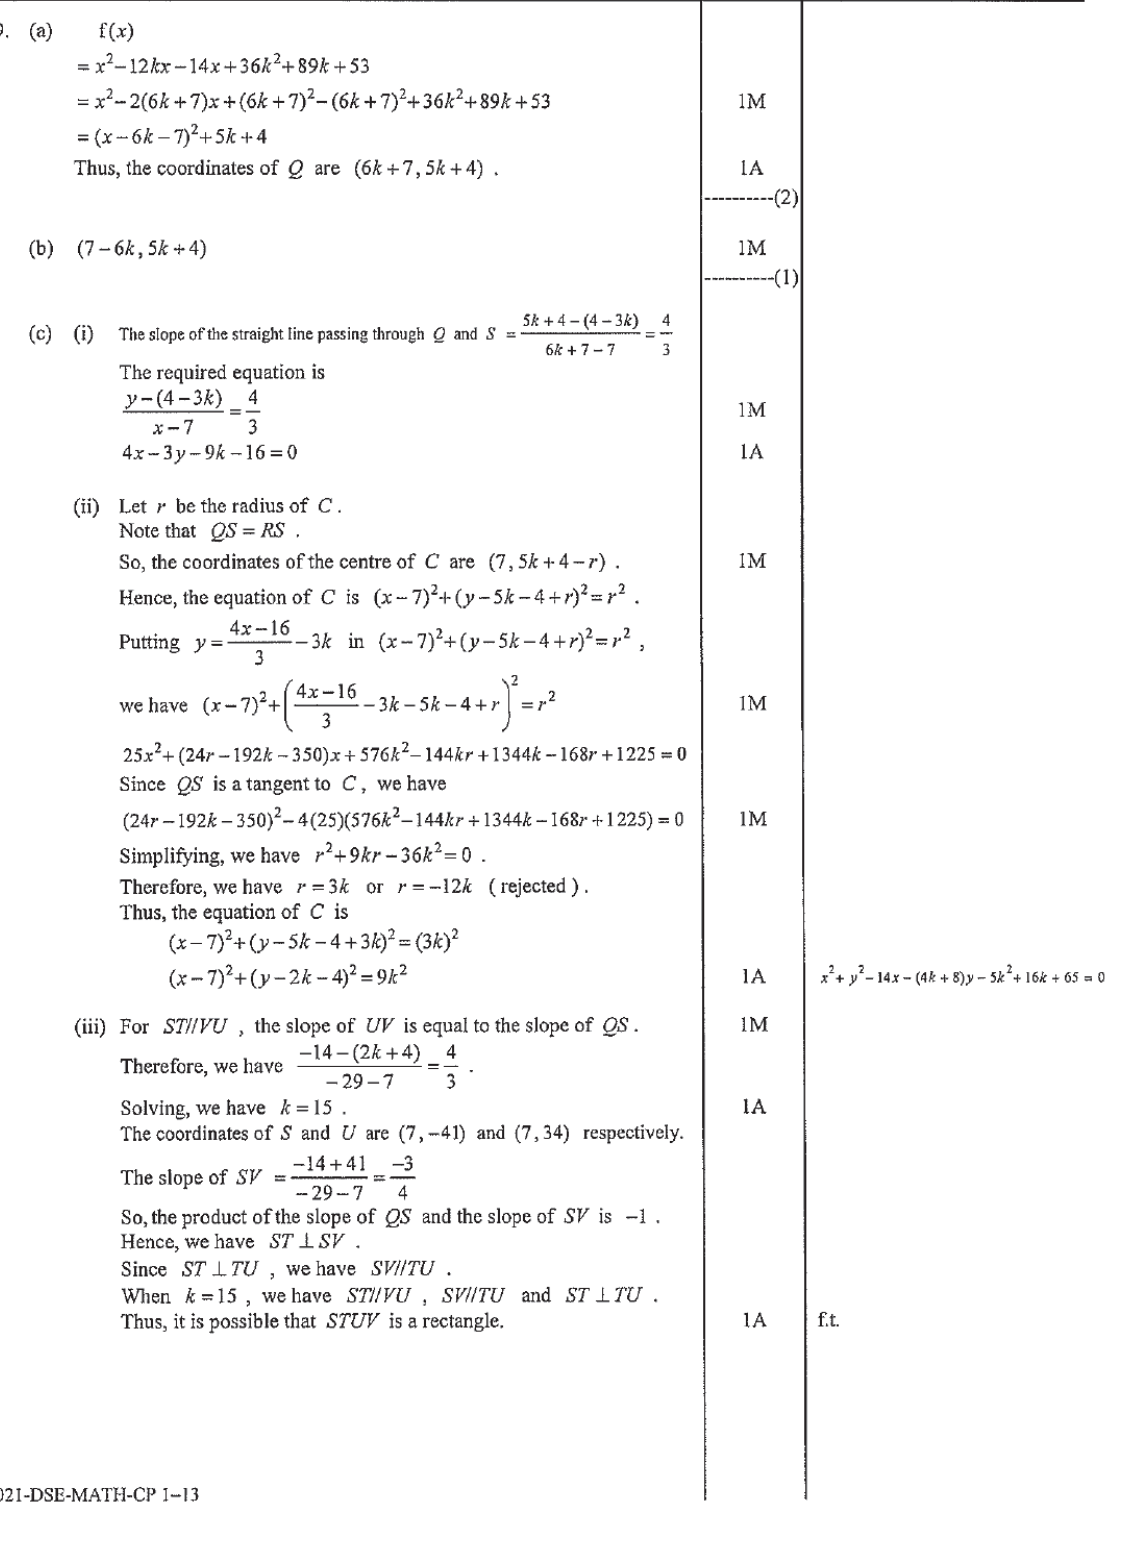 9. (a) f(x)
= x²−12kx−14x+36k²+89k+53
= x²−2(6k+7)x+(6k+7)²−(6k+7)²+36k²+89k+53 1M
= (x−6k−7)²+5k+4
Thus, the coordinates of Q are (6k+7, 5k+4) . 1A
----------(2)
(b) (7−6k, 5k+4) 1M
----------(1)
(c) (i) The slope of the straight line passing through Q and S = (5k+4−(4−3k))/(6k+7−7) = 4/3
The required equation is
(y−(4−3k))/(x−7) = 4/3 1M
4x−3y−9k−16=0 1A
(ii) Let r be the radius of C .
Note that QS = RS .
So, the coordinates of the centre of C are (7, 5k+4−r) . 1M
Hence, the equation of C is (x−7)²+(y−5k−4+r)²=r² .
Putting y = (4x−16)/3 −3k in (x−7)²+(y−5k−4+r)²=r² ,
we have (x−7)²+((4x−16)/3 −3k−5k−4+r)² = r² 1M
25x²+(24r−192k−350)x+576k²−144kr+1344k−168r+1225=0
Since QS is a tangent to C , we have
(24r−192k−350)²−4(25)(576k²−144kr+1344k−168r+1225)=0 1M
Simplifying, we have r²+9kr−36k²=0 .
Therefore, we have r=3k or r=−12k (rejected) .
Thus, the equation of C is
(x−7)²+(y−5k−4+3k)²=(3k)²
(x−7)²+(y−2k−4)²=9k² 1A x²+y²−14x−(4k+8)y−5k²+16k+65=0
(iii) For ST//VU , the slope of UV is equal to the slope of QS . 1M
Therefore, we have (−14−(2k+4))/(−29−7) = 4/3 .
Solving, we have k=15 . 1A
The coordinates of S and U are (7,−41) and (7,34) respectively.
The slope of SV = (−14+41)/(−29−7) = −3/4
So, the product of the slope of QS and the slope of SV is −1 .
Hence, we have ST⊥SV .
Since ST⊥TU , we have SV//TU .
When k=15 , we have ST//VU , SV//TU and ST⊥TU .
Thus, it is possible that STUV is a rectangle. 1A f.t.
021-DSE-MATH-CP 1−13